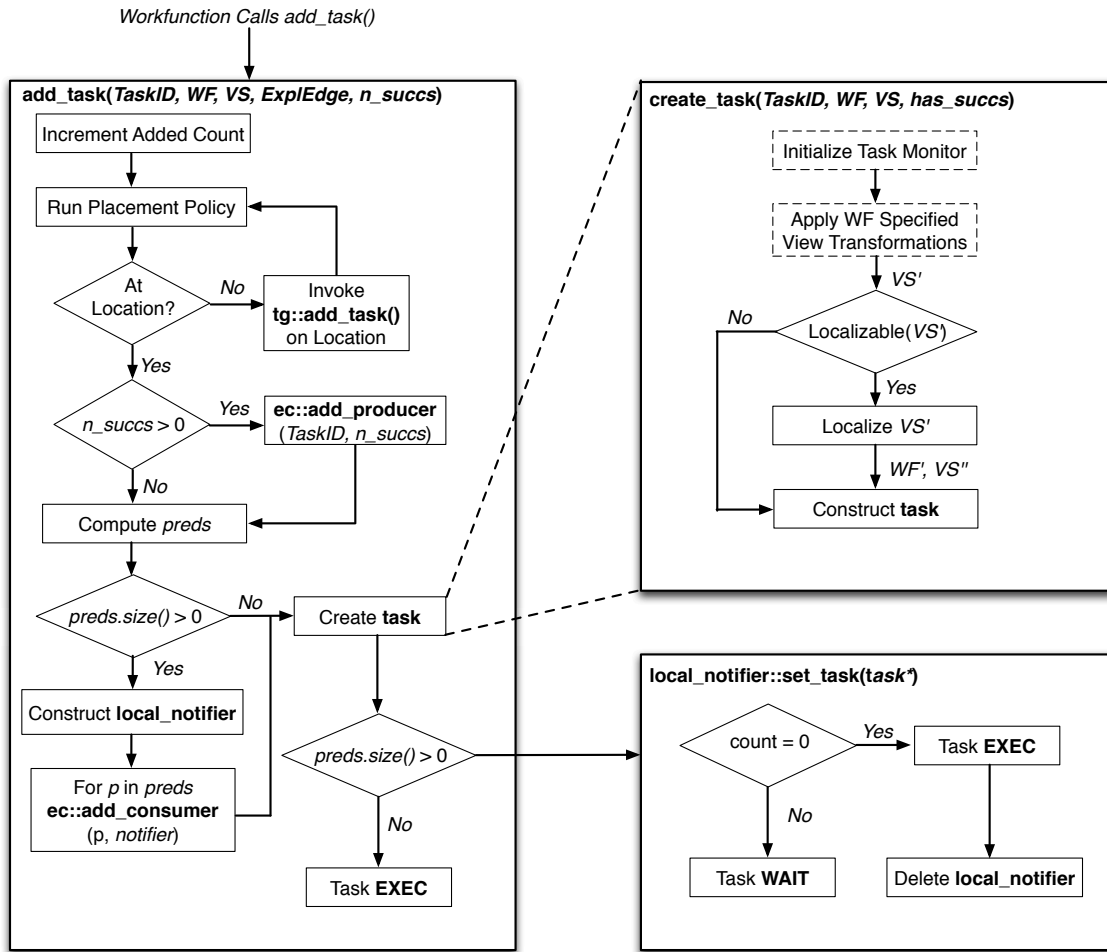 Workfunction Calls add_task()
add_task(TaskID, WF, VS, ExplEdge, n_succs)
Increment Added Count
Run Placement Policy
At
Location?
No
Invoke
tg::add_task()
on Location
Yes
n_succs > 0
Yes
ec::add_producer
(TaskID, n_succs)
No
Compute preds
preds.size() > 0
No
Create task
Yes
Construct local_notifier
For p in preds
ec::add_consumer
(p, notifier)
preds.size() > 0
No
Task EXEC
create_task(TaskID, WF, VS, has_succs)
Initialize Task Monitor
Apply WF Specified
View Transformations
VS'
Localizable(VS')
No
Yes
Localize VS'
WF', VS''
Construct task
local_notifier::set_task(task*)
count = 0
Yes
Task EXEC
No
Task WAIT
Delete local_notifier